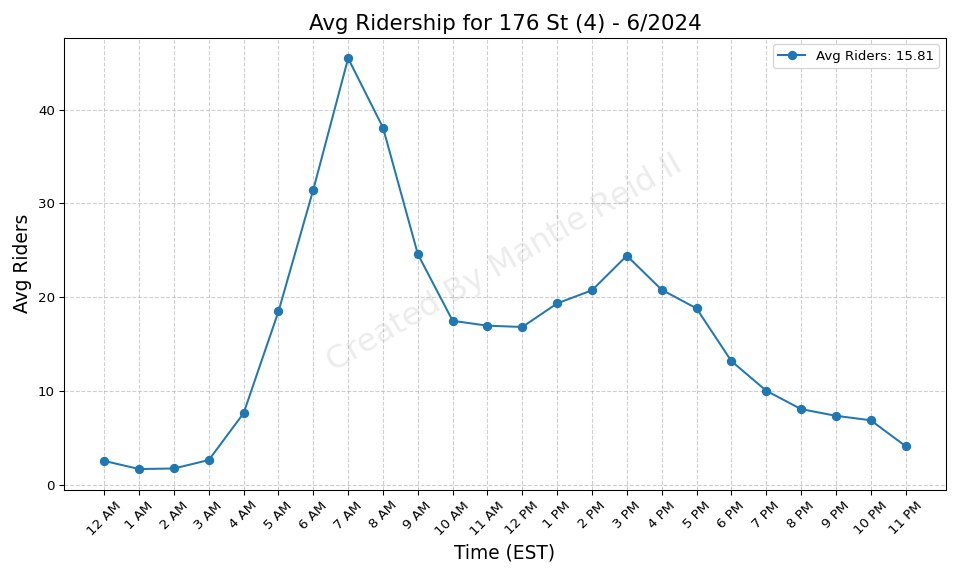 Avg Ridership for 176 St (4) - 6/2024
Avg Riders: 15.81
Avg Riders
40
30
20
10
0
Created By Mantie Reid II
12 AM
1 AM
2 AM
3 AM
4 AM
5 AM
6 AM
7 AM
8 AM
9 AM
10 AM
11 AM
12 PM
1 PM
2 PM
3 PM
4 PM
5 PM
6 PM
7 PM
8 PM
9 PM
10 PM
11 PM
Time (EST)